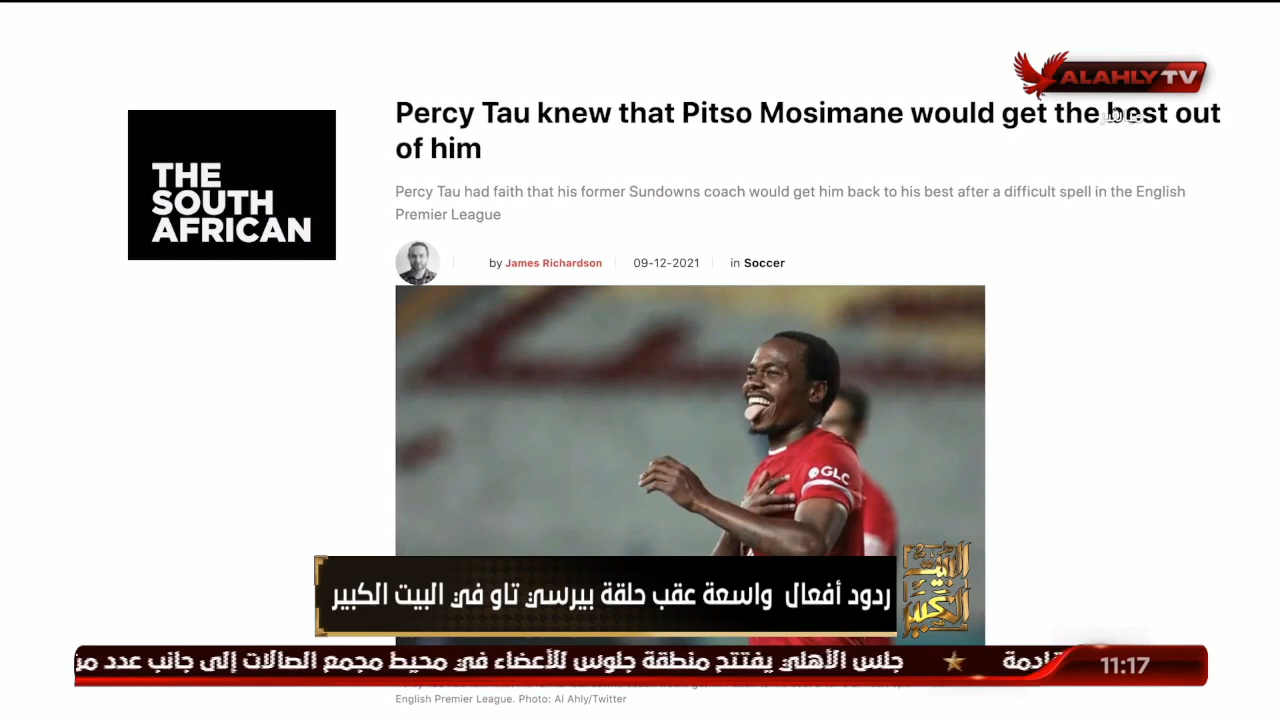 ALAHLY TV
Percy Tau knew that Pitso Mosimane would get the best out
of him
THE
SOUTH
AFRICAN
Percy Tau had faith that his former Sundowns coach would get him back to his best after a difficult spell in the English
Premier League
by James Richardson 09-12-2021 in Soccer
GLC
ردود أفعال واسعة عقب حلقة بيرسي تاو في البيت الكبير
البيت الكبير
قادمة ★ جلس الأهلي يفتتح منطقة جلوس للأعضاء في محيط مجمع الصالات إلى جانب عدد مر
11:17
English Premier League. Photo: Al Ahly/Twitter